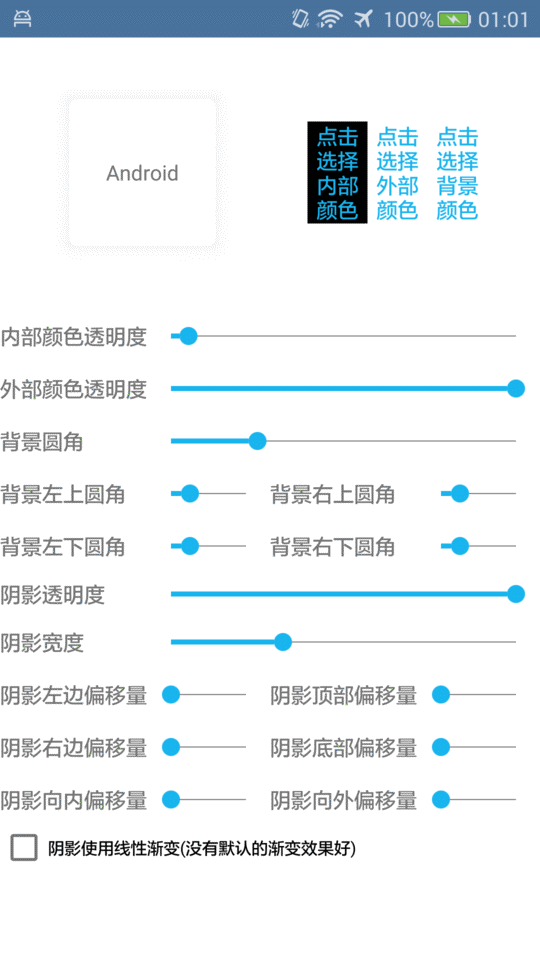 100% 01:01
Android
点击
选择
内部
颜色
点击
选择
外部
颜色
点击
选择
背景
颜色
内部颜色透明度
外部颜色透明度
背景圆角
背景左上圆角 背景右上圆角
背景左下圆角 背景右下圆角
阴影透明度
阴影宽度
阴影左边偏移量 阴影顶部偏移量
阴影右边偏移量 阴影底部偏移量
阴影向内偏移量 阴影向外偏移量
阴影使用线性渐变(没有默认的渐变效果好)